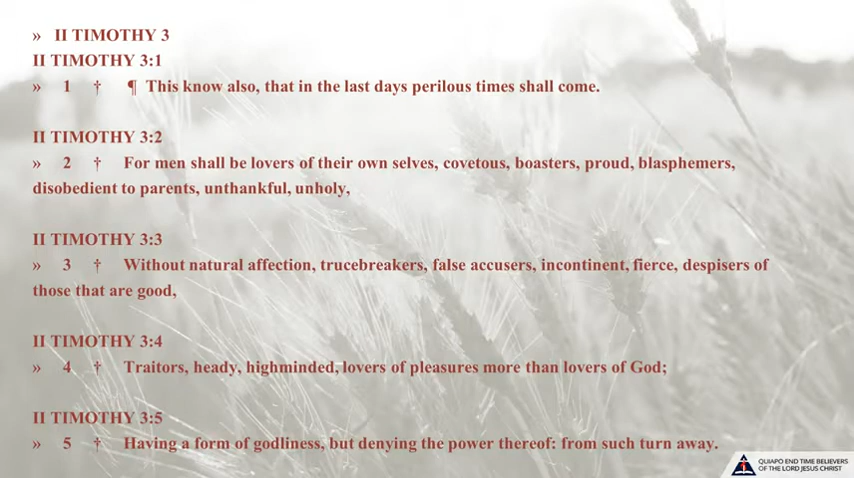 » II TIMOTHY 3
II TIMOTHY 3:1
» 1 † ¶ This know also, that in the last days perilous times shall come.
II TIMOTHY 3:2
» 2 † For men shall be lovers of their own selves, covetous, boasters, proud, blasphemers,
disobedient to parents, unthankful, unholy,
II TIMOTHY 3:3
» 3 † Without natural affection, trucebreakers, false accusers, incontinent, fierce, despisers of
those that are good,
II TIMOTHY 3:4
» 4 † Traitors, heady, highminded, lovers of pleasures more than lovers of God;
II TIMOTHY 3:5
» 5 † Having a form of godliness, but denying the power thereof: from such turn away.
QUIAPO END TIME BELIEVERS
OF THE LORD JESUS CHRIST